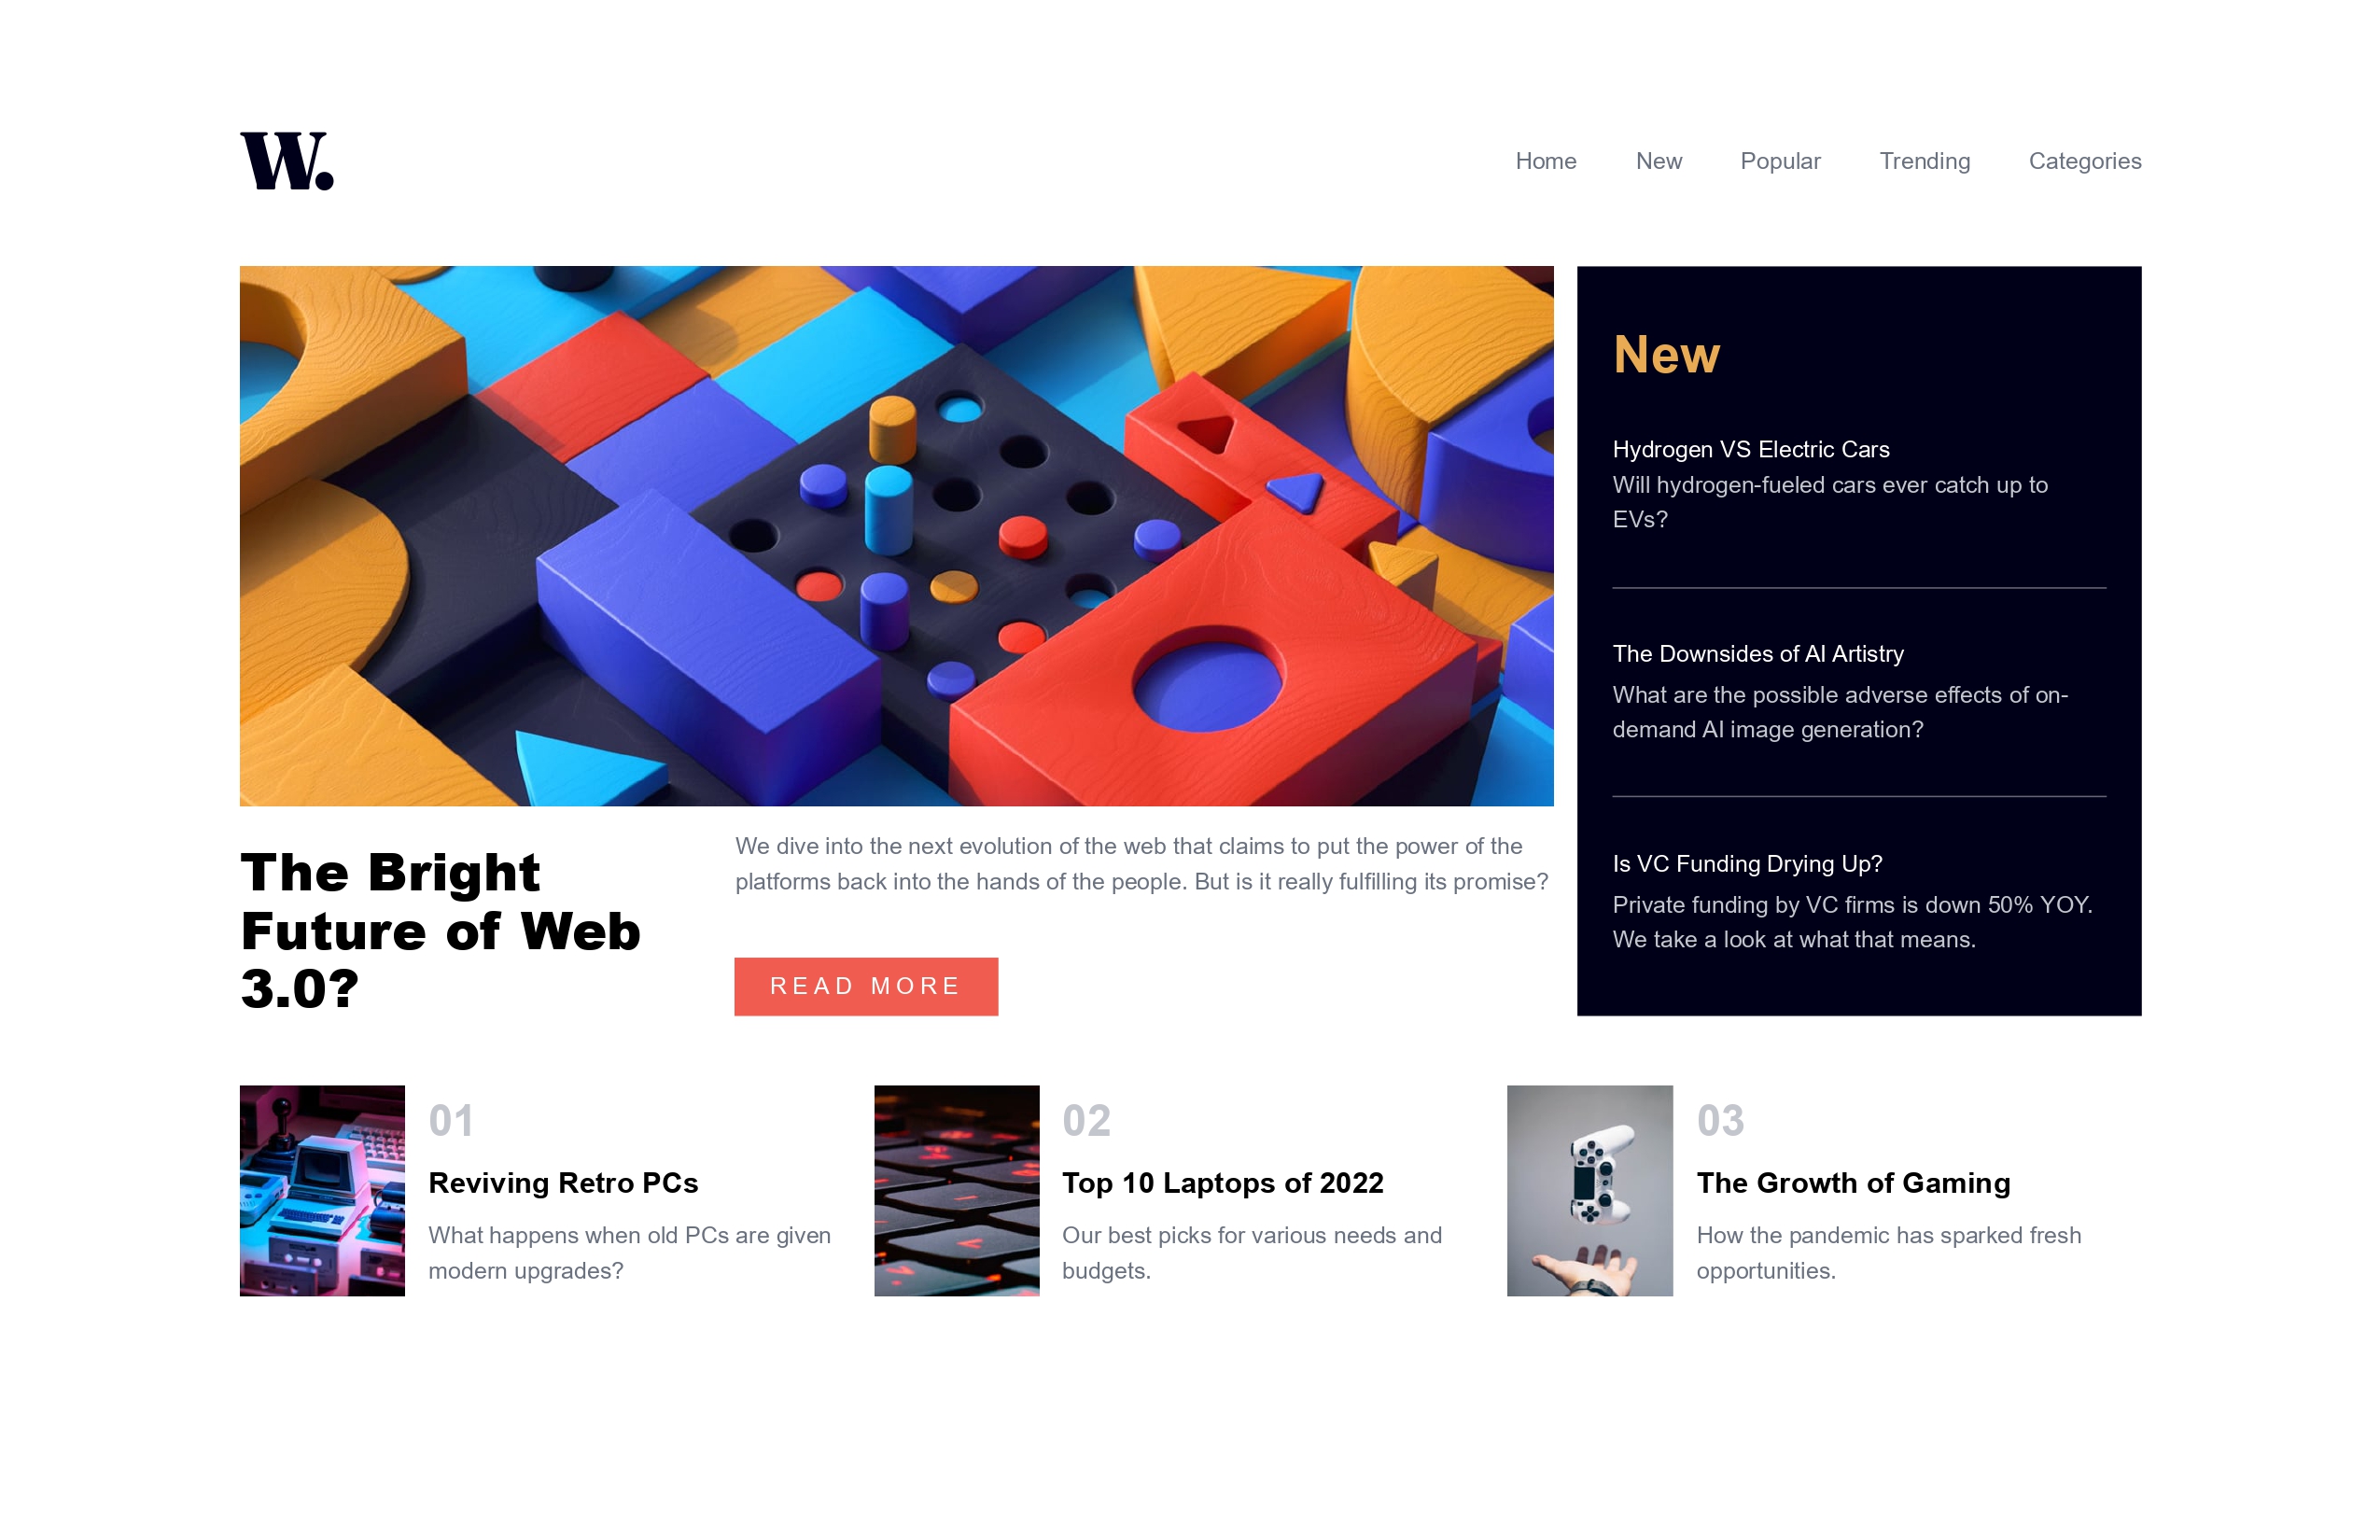 W.
Home New Popular Trending Categories
New
Hydrogen VS Electric Cars
Will hydrogen-fueled cars ever catch up to
EVs?
The Downsides of AI Artistry
What are the possible adverse effects of on-
demand AI image generation?
Is VC Funding Drying Up?
Private funding by VC firms is down 50% YOY.
We take a look at what that means.
The Bright
Future of Web
3.0?
We dive into the next evolution of the web that claims to put the power of the
platforms back into the hands of the people. But is it really fulfilling its promise?
READ MORE
01
Reviving Retro PCs
What happens when old PCs are given
modern upgrades?
02
Top 10 Laptops of 2022
Our best picks for various needs and
budgets.
03
The Growth of Gaming
How the pandemic has sparked fresh
opportunities.